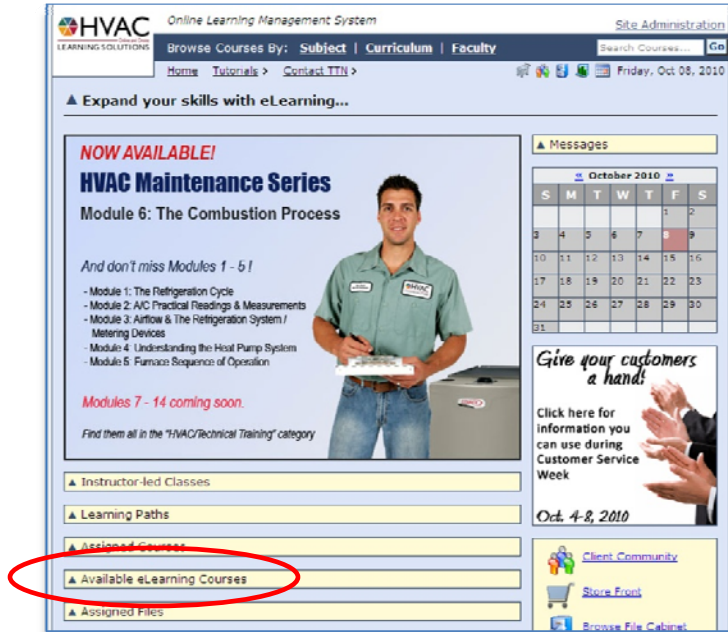 HVAC
LEARNING SOLUTIONS
Online Learning Management System
Site Administration
Browse Courses By: Subject | Curriculum | Faculty
Search Courses...
Go
Home Tutorials > Contact TTN >
Friday, Oct 08, 2010
Expand your skills with eLearning...
NOW AVAILABLE!
HVAC Maintenance Series
Module 6: The Combustion Process
And don't miss Modules 1 - 5 !
- Module 1: The Refrigeration Cycle
- Module 2: A/C Practical Readings & Measurements
- Module 3: Airflow & The Refrigeration System /
Metering Devices
- Module 4: Understanding the Heat Pump System
- Module 5: Furnace Sequence of Operation
Modules 7 - 14 coming soon.
Find them all in the "HVAC/Technical Training" category
HVAC
Instructor-led Classes
Learning Paths
Assigned Courses
Available eLearning Courses
Assigned Files
Messages
« October 2010 »
S M T W T F S
1 2
3 4 5 6 7 8 9
10 11 12 13 14 15 16
17 18 19 20 21 22 23
24 25 26 27 28 29 30
31
Give your customers
a hand!
Click here for
information you
can use during
Customer Service
Week
Oct. 4-8, 2010
Client Community
Store Front
Browse File Cabinet